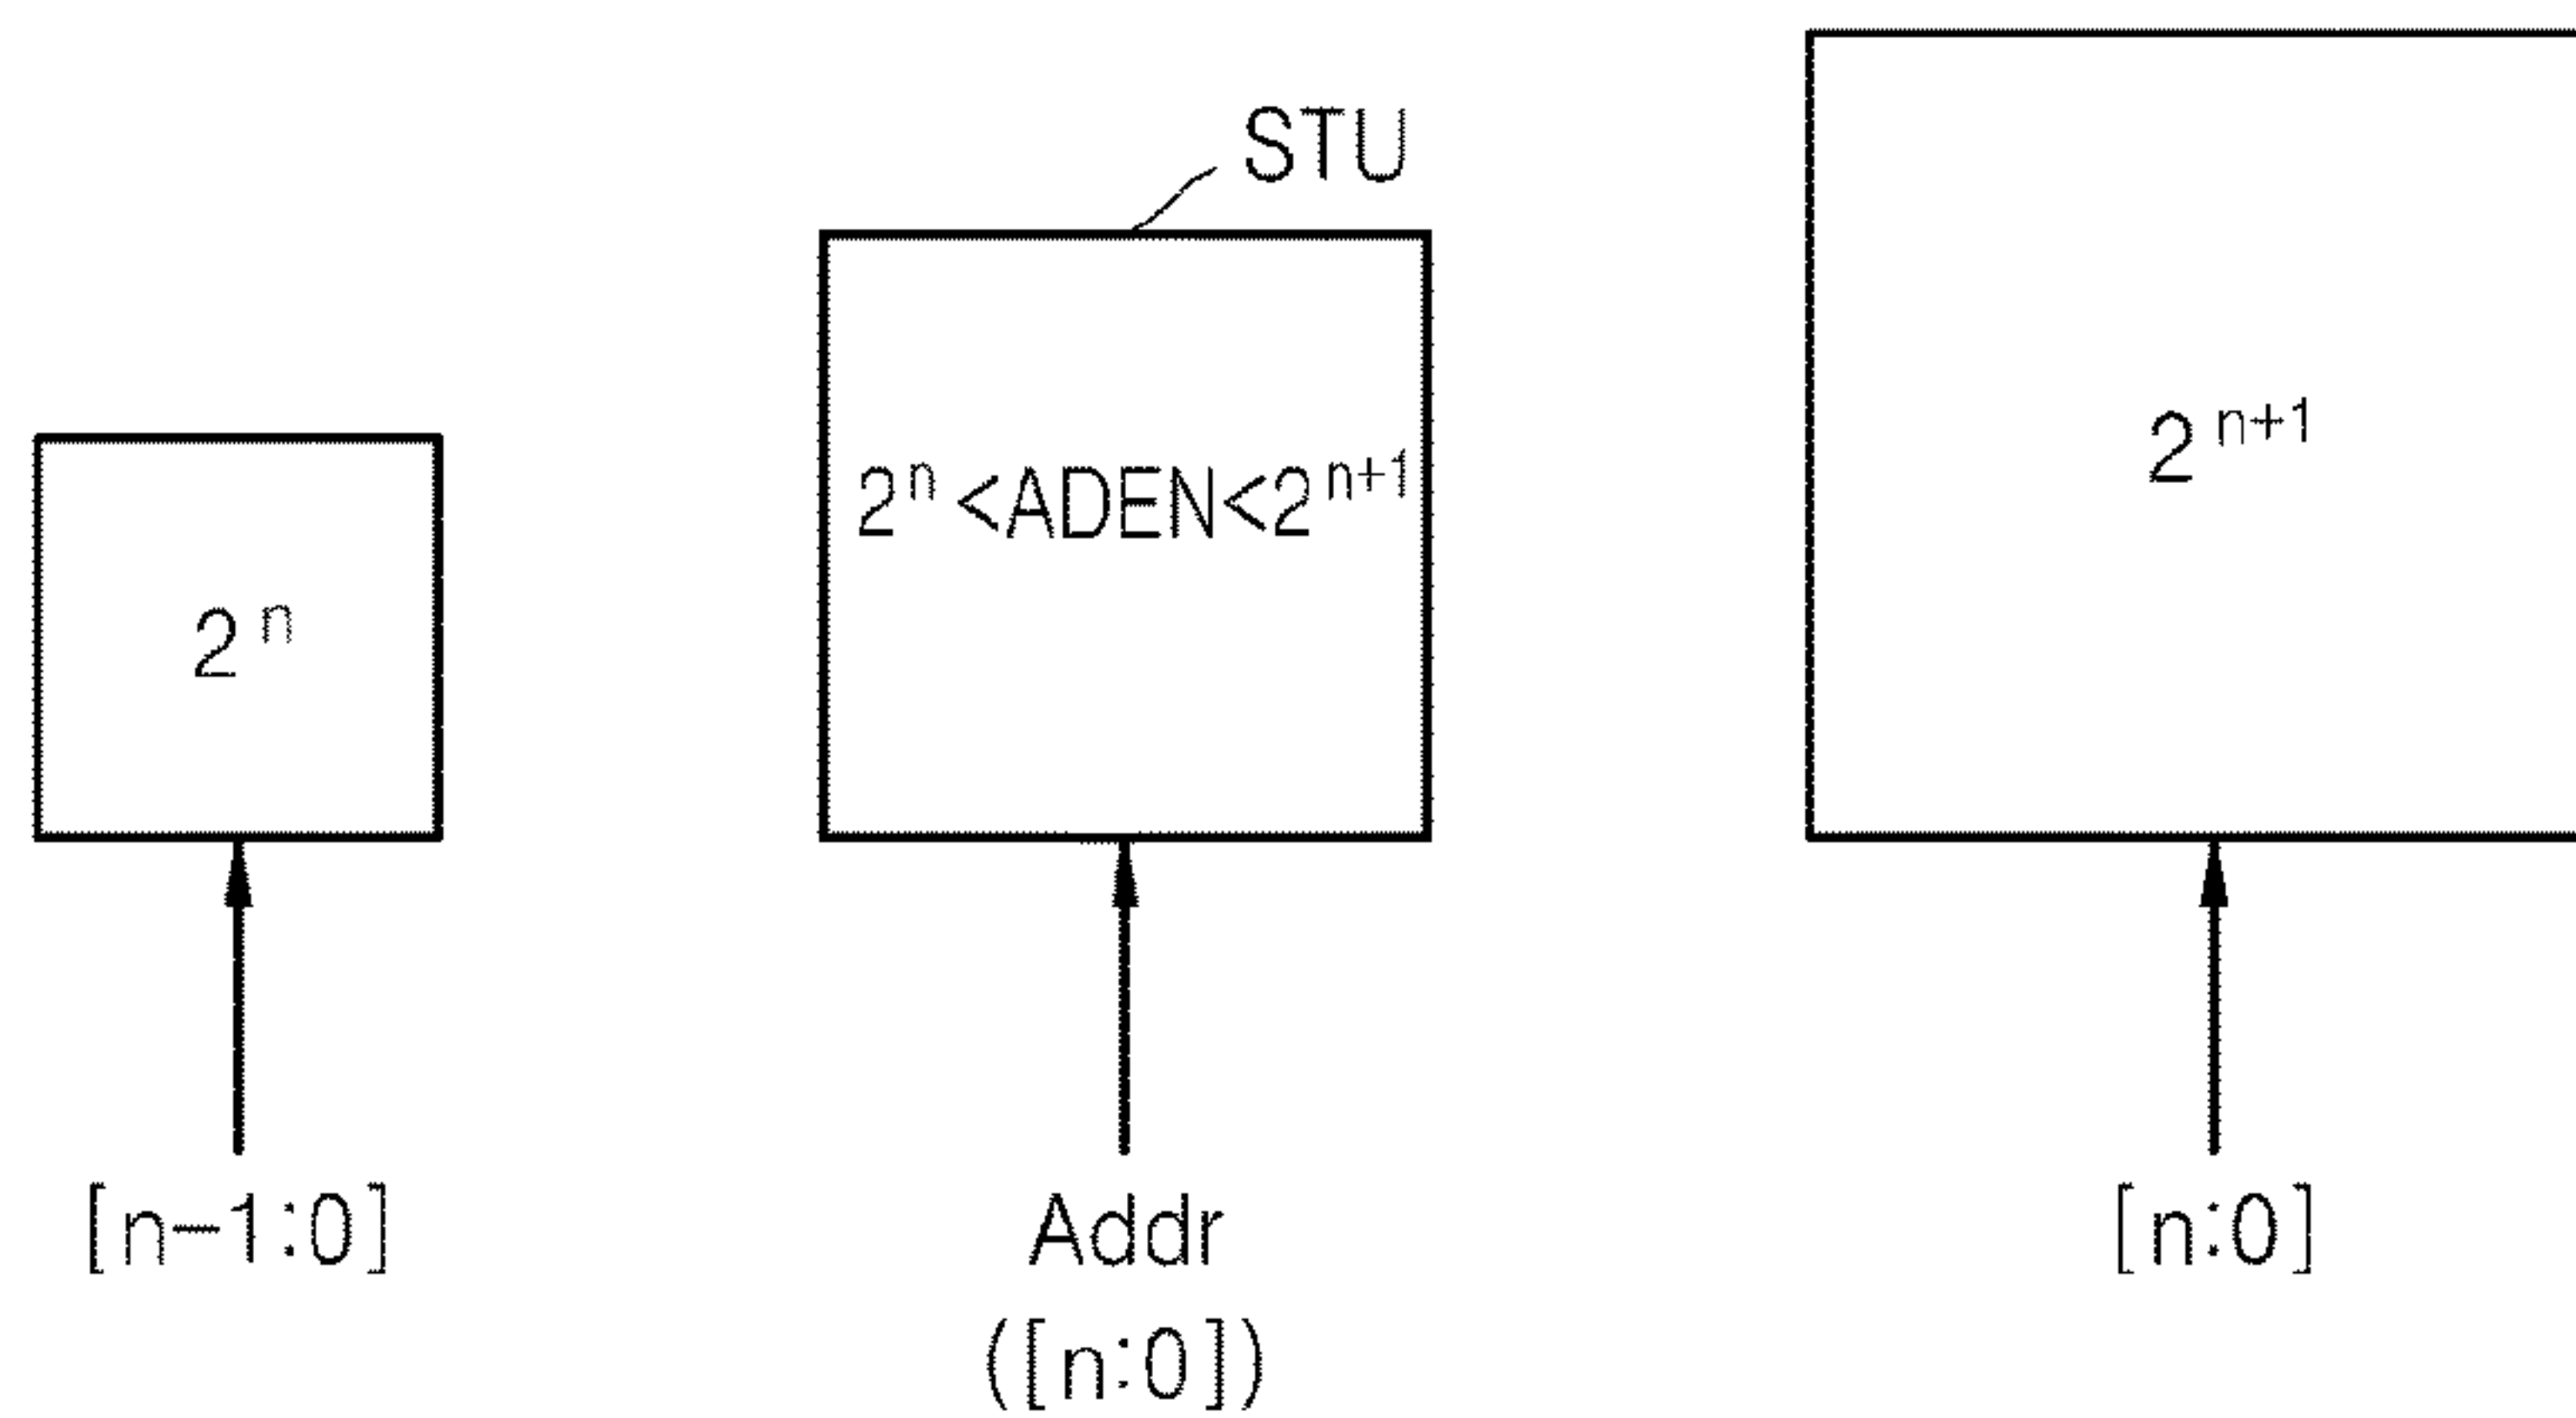 STU
2^n
2^n<ADEN<2^{n+1}
2^{n+1}
[n-1:0]
Addr
([n:0])
[n:0]